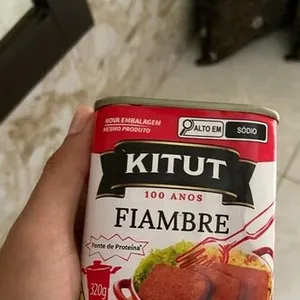 NOVA EMBALAGEM
MESMO PRODUTO
ALTO EM SÓDIO
KITUT
100 ANOS
FIAMBRE
Fonte de Proteína*
320g